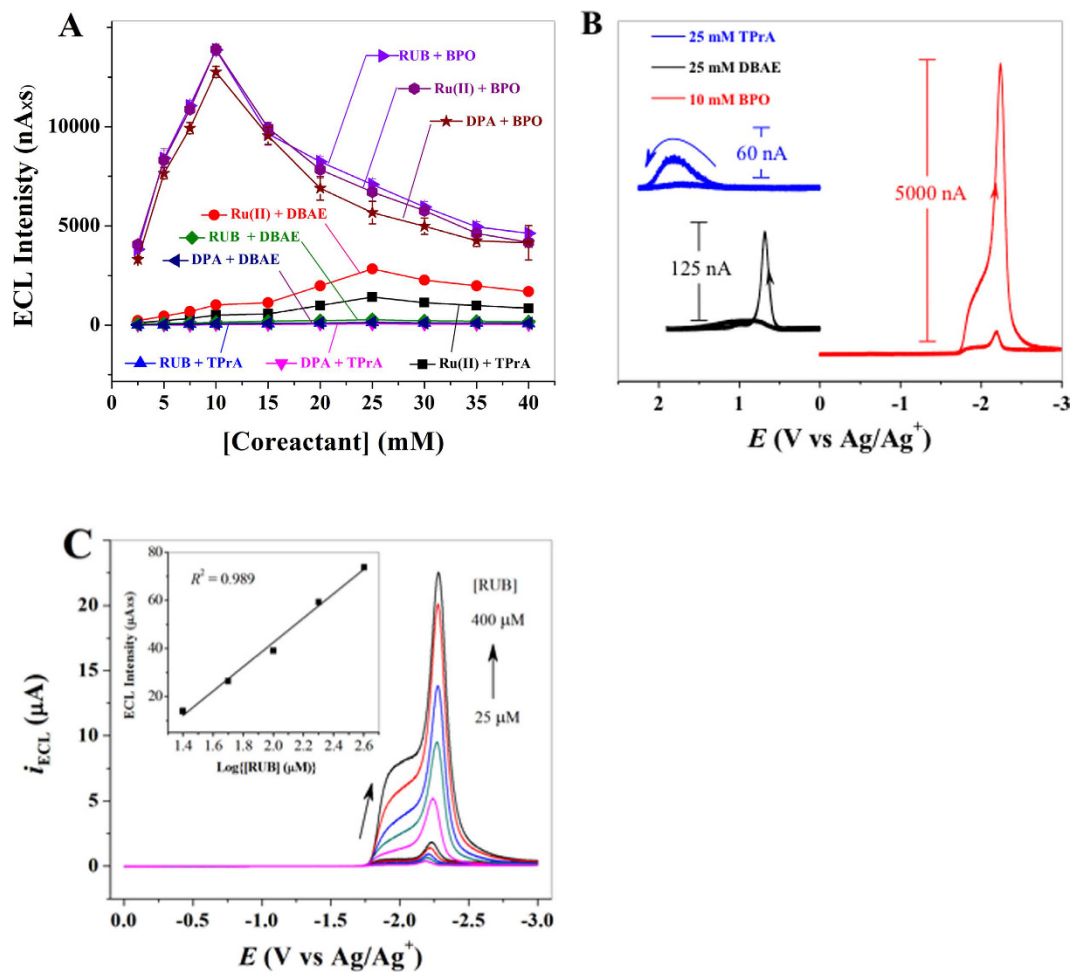 A
ECL Intenisty (nAxs)
10000
5000
0
RUB + BPO
Ru(II) + BPO
DPA + BPO
Ru(II) + DBAE
RUB + DBAE
DPA + DBAE
RUB + TPrA
DPA + TPrA
Ru(II) + TPrA
0 5 10 15 20 25 30 35 40
[Coreactant] (mM)
B
25 mM TPrA
25 mM DBAE
10 mM BPO
60 nA
5000 nA
125 nA
2 1 0 -1 -2 -3
E (V vs Ag/Ag⁺)
C
i_ECL (µA)
20
15
10
5
0
80
60
40
20
R² = 0.989
ECL Intensity (µAxs)
1.4 1.6 1.8 2.0 2.2 2.4 2.6
Log{[RUB] (µM)}
[RUB]
400 µM
25 µM
0.0 -0.5 -1.0 -1.5 -2.0 -2.5 -3.0
E (V vs Ag/Ag⁺)